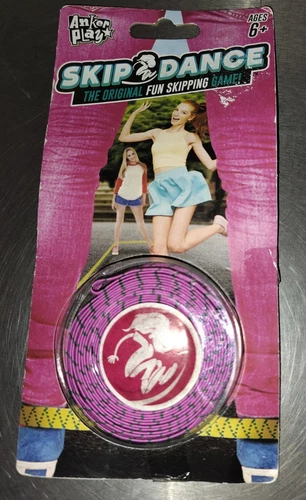 Anker
play
AGES
6+
SKIP DANCE
THE ORIGINAL FUN SKIPPING GAME!